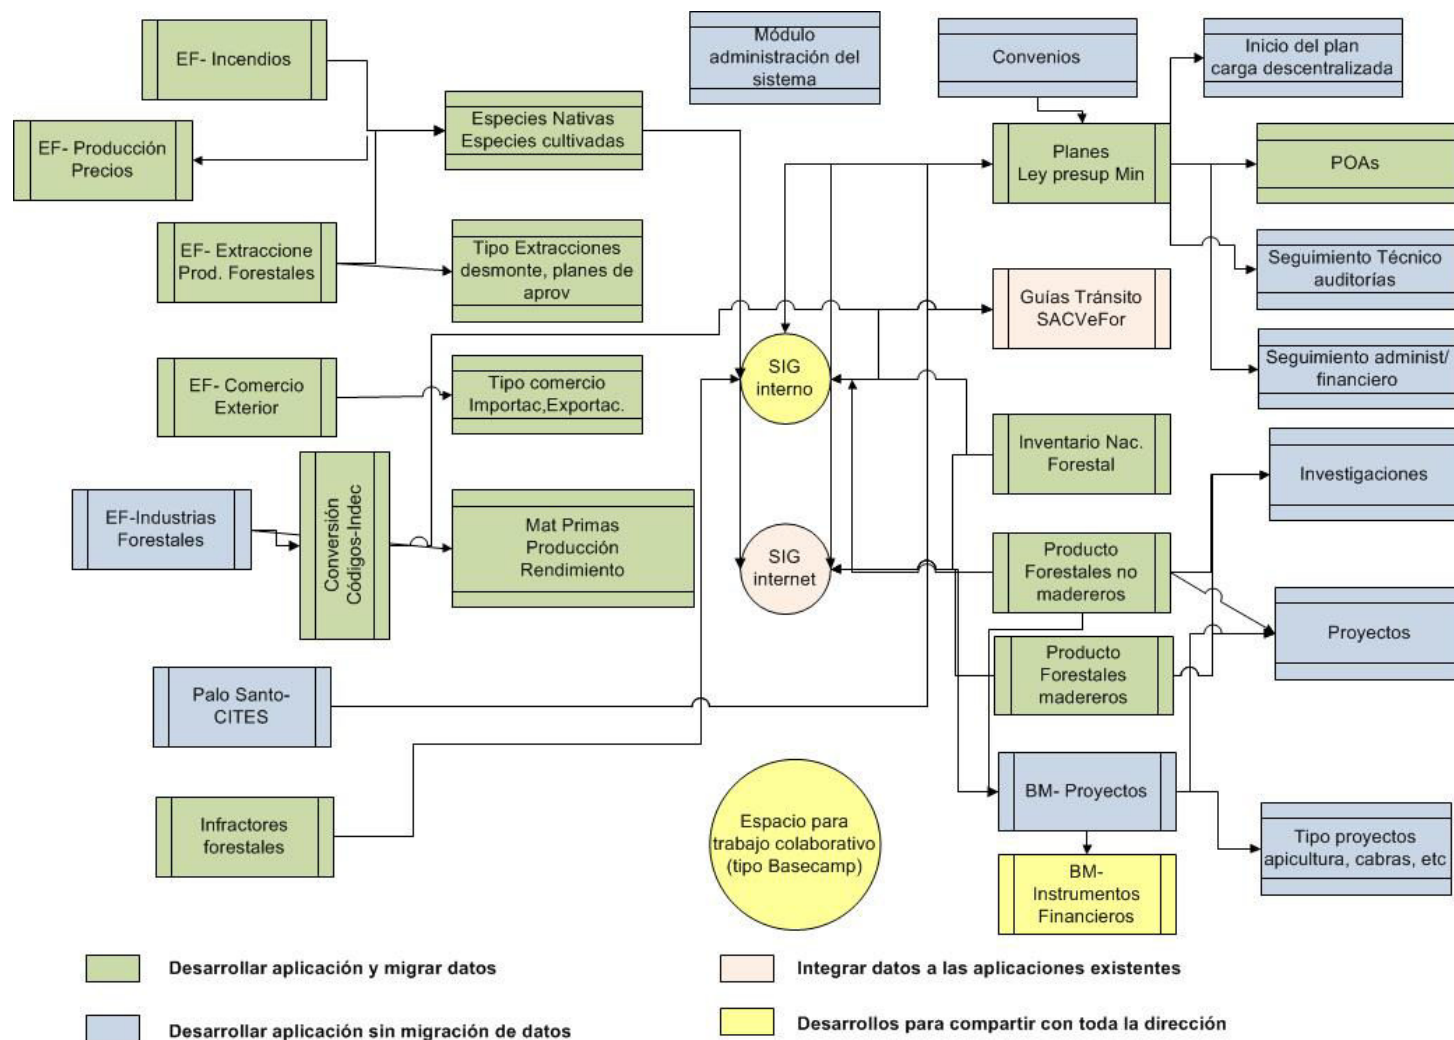 EF- Incendios
Módulo
administración del
sistema
Convenios
Inicio del plan
carga descentralizada
EF- Producción
Precios
Especies Nativas
Especies cultivadas
Planes
Ley presup Min
POAs
EF- Extraccione
Prod. Forestales
Tipo Extracciones
desmonte, planes de
aprov
Seguimiento Técnico
auditorías
Guías Tránsito
SACVeFor
EF- Comercio
Exterior
Tipo comercio
Importac,Exportac.
SIG
interno
Seguimiento administ/
financiero
Inventario Nac.
Forestal
Investigaciones
EF-Industrias
Forestales
Conversión
Códigos-Indec
Mat Primas
Producción
Rendimiento
SIG
internet
Producto
Forestales no
madereros
Proyectos
Producto
Forestales
madereros
Palo Santo-
CITES
BM- Proyectos
Infractores
forestales
Espacio para
trabajo colaborativo
(tipo Basecamp)
Tipo proyectos
apicultura, cabras, etc
BM-
Instrumentos
Financieros
Desarrollar aplicación y migrar datos
Integrar datos a las aplicaciones existentes
Desarrollar aplicación sin migración de datos
Desarrollos para compartir con toda la dirección